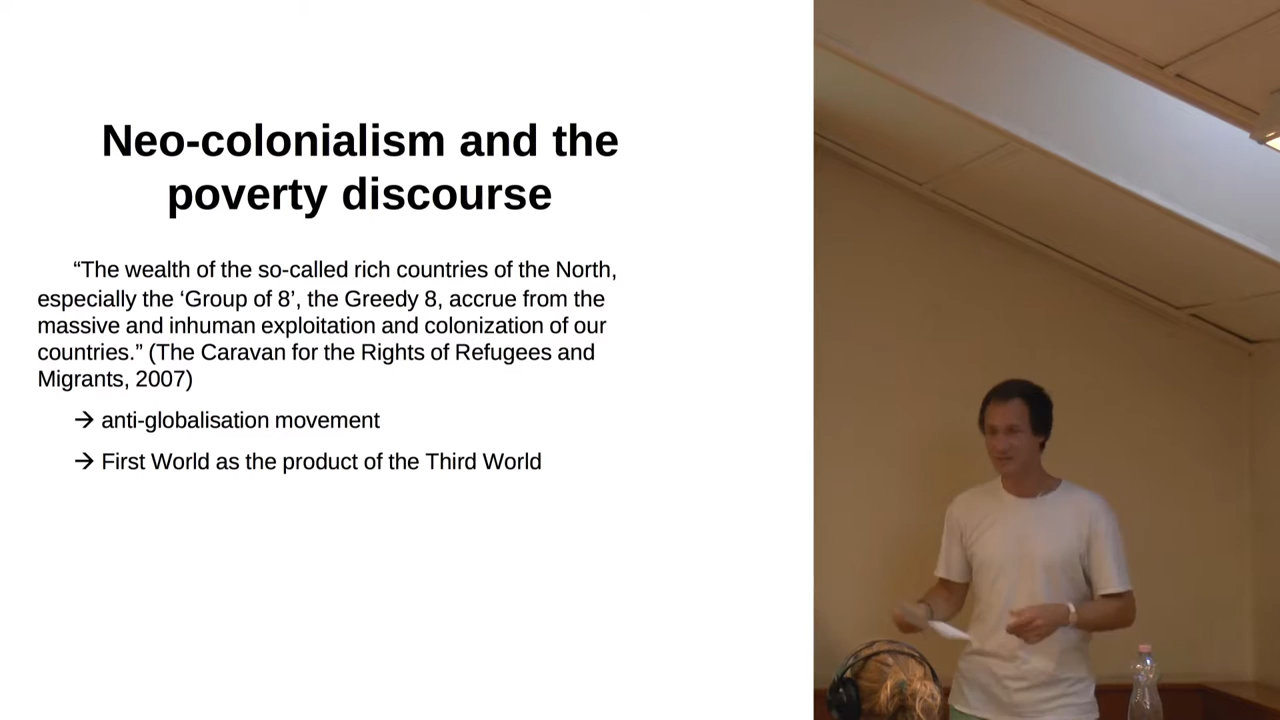 Neo-colonialism and the
poverty discourse
“The wealth of the so-called rich countries of the North,
especially the ‘Group of 8’, the Greedy 8, accrue from the
massive and inhuman exploitation and colonization of our
countries.” (The Caravan for the Rights of Refugees and
Migrants, 2007)
→ anti-globalisation movement
→ First World as the product of the Third World